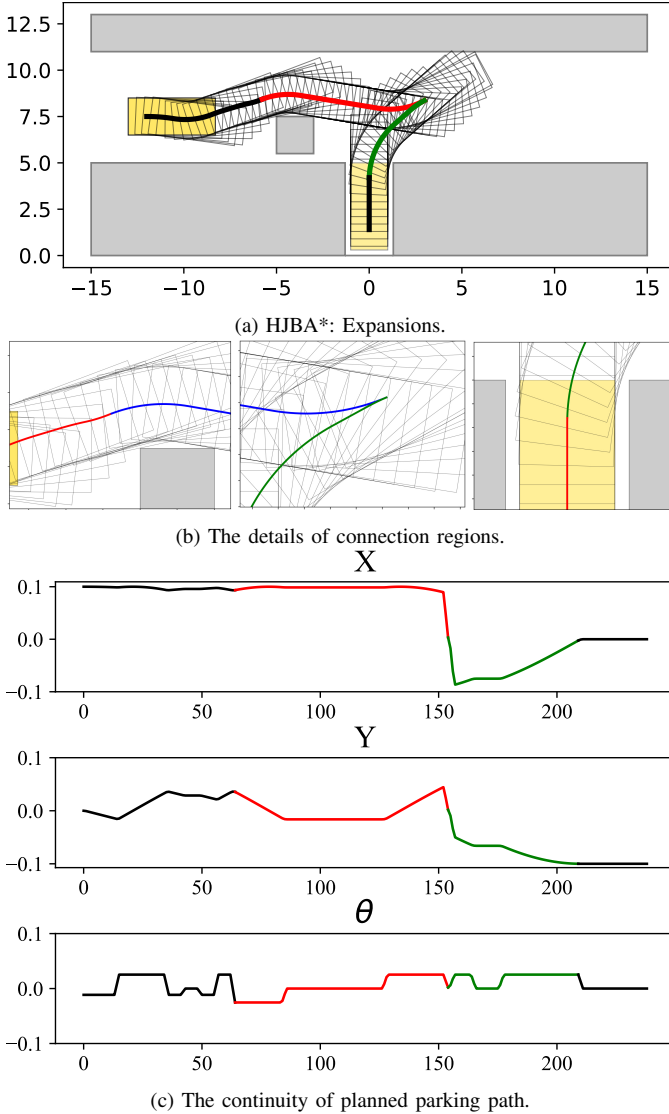 12.5
10.0
7.5
5.0
2.5
0.0
−15 −10 −5 0 5 10 15
(a) HJBA*: Expansions.
(b) The details of connection regions.
X
0.1
0.0
−0.1
0 50 100 150 200
Y
0.1
0.0
−0.1
0 50 100 150 200
θ
0.1
0.0
−0.1
0 50 100 150 200
(c) The continuity of planned parking path.